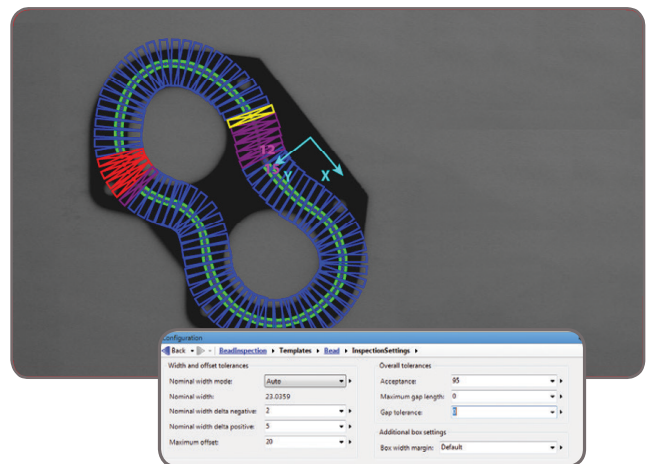 12
Y
X
Configuration
Back BeadInspection Templates Bead InspectionSettings
Width and offset tolerances
Nominal width mode: Auto
Nominal width: 23.0359
Nominal width delta negative: 2
Nominal width delta positive: 5
Maximum offset: 20
Overall tolerances
Acceptance: 95
Maximum gap length: 0
Gap tolerance:
Additional box settings
Box width margin: Default